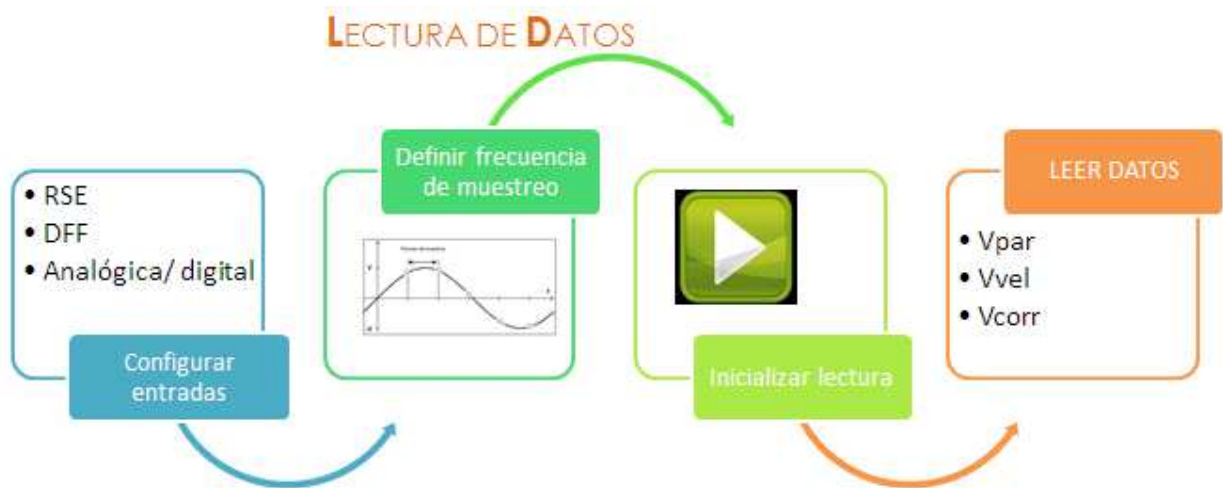 LECTURA DE DATOS
• RSE
• DFF
• Analógica/ digital
Configurar
entradas
Definir frecuencia
de muestreo
Inicializar lectura
LEER DATOS
• Vpar
• Vvel
• Vcorr